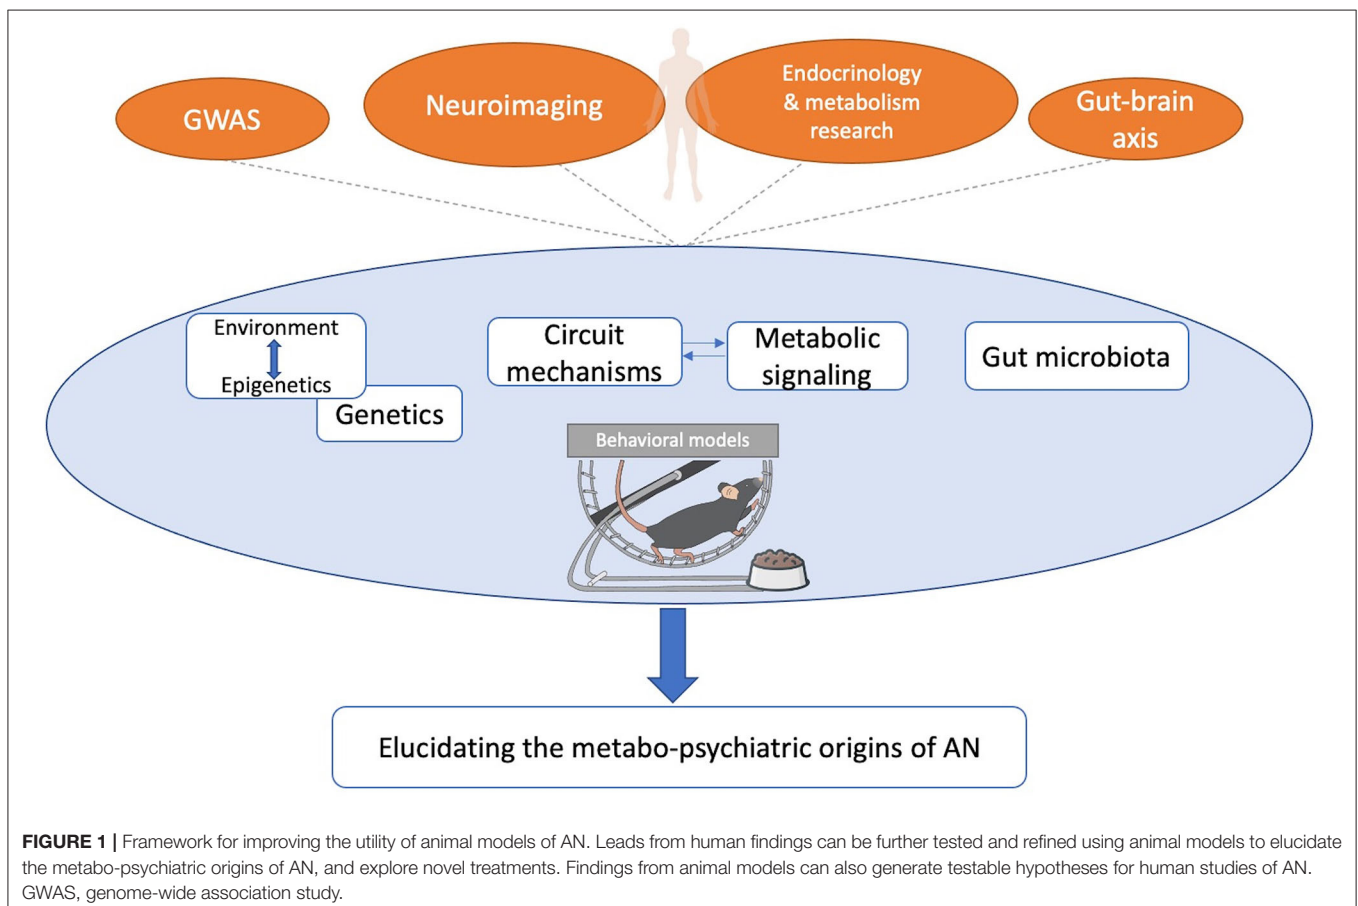 GWAS
Neuroimaging
Endocrinology
& metabolism
research
Gut-brain
axis
Environment
Epigenetics
Genetics
Circuit
mechanisms
Metabolic
signaling
Gut microbiota
Behavioral models
Elucidating the metabo-psychiatric origins of AN
FIGURE 1 | Framework for improving the utility of animal models of AN. Leads from human findings can be further tested and refined using animal models to elucidate
the metabo-psychiatric origins of AN, and explore novel treatments. Findings from animal models can also generate testable hypotheses for human studies of AN.
GWAS, genome-wide association study.